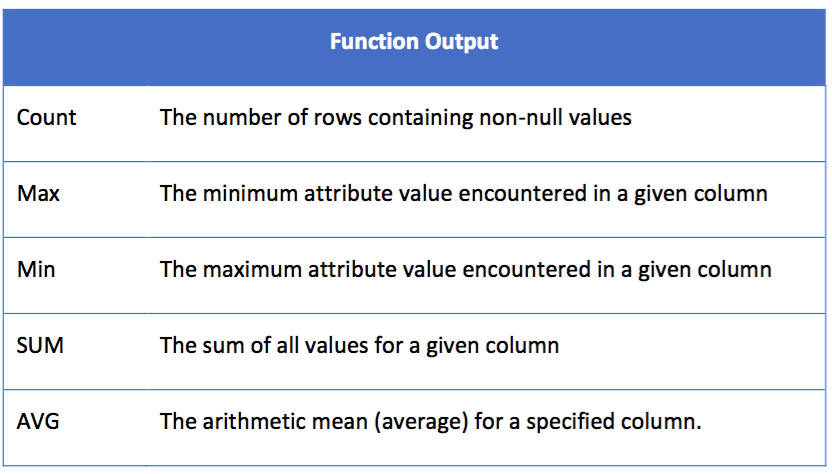 Function Output
Count The number of rows containing non-null values
Max The minimum attribute value encountered in a given column
Min The maximum attribute value encountered in a given column
SUM The sum of all values for a given column
AVG The arithmetic mean (average) for a specified column.